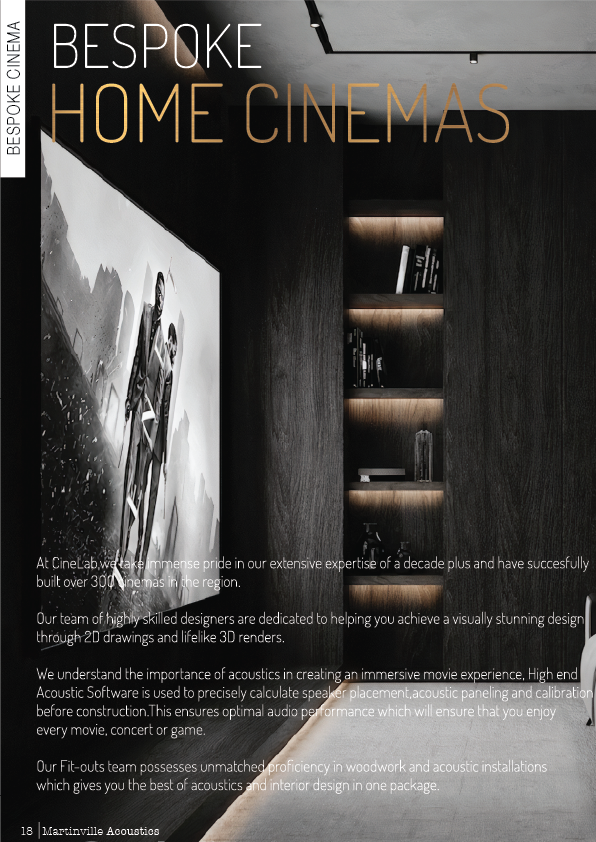 BESPOKE CINEMA
BESPOKE
HOME CINEMAS
At CineLab,we take immense pride in our extensive expertise of a decade plus and have succesfully
built over 300 cinemas in the region.
Our team of highly skilled designers are dedicated to helping you achieve a visually stunning design
through 2D drawings and lifelike 3D renders.
We understand the importance of acoustics in creating an immersive movie experience, High end
Acoustic Software is used to precisely calculate speaker placement,acoustic paneling and calibration
before construction.This ensures optimal audio performance which will ensure that you enjoy
every movie, concert or game.
Our Fit-outs team possesses unmatched proficiency in woodwork and acoustic installations
which gives you the best of acoustics and interior design in one package.
18 | Martinville Acoustics